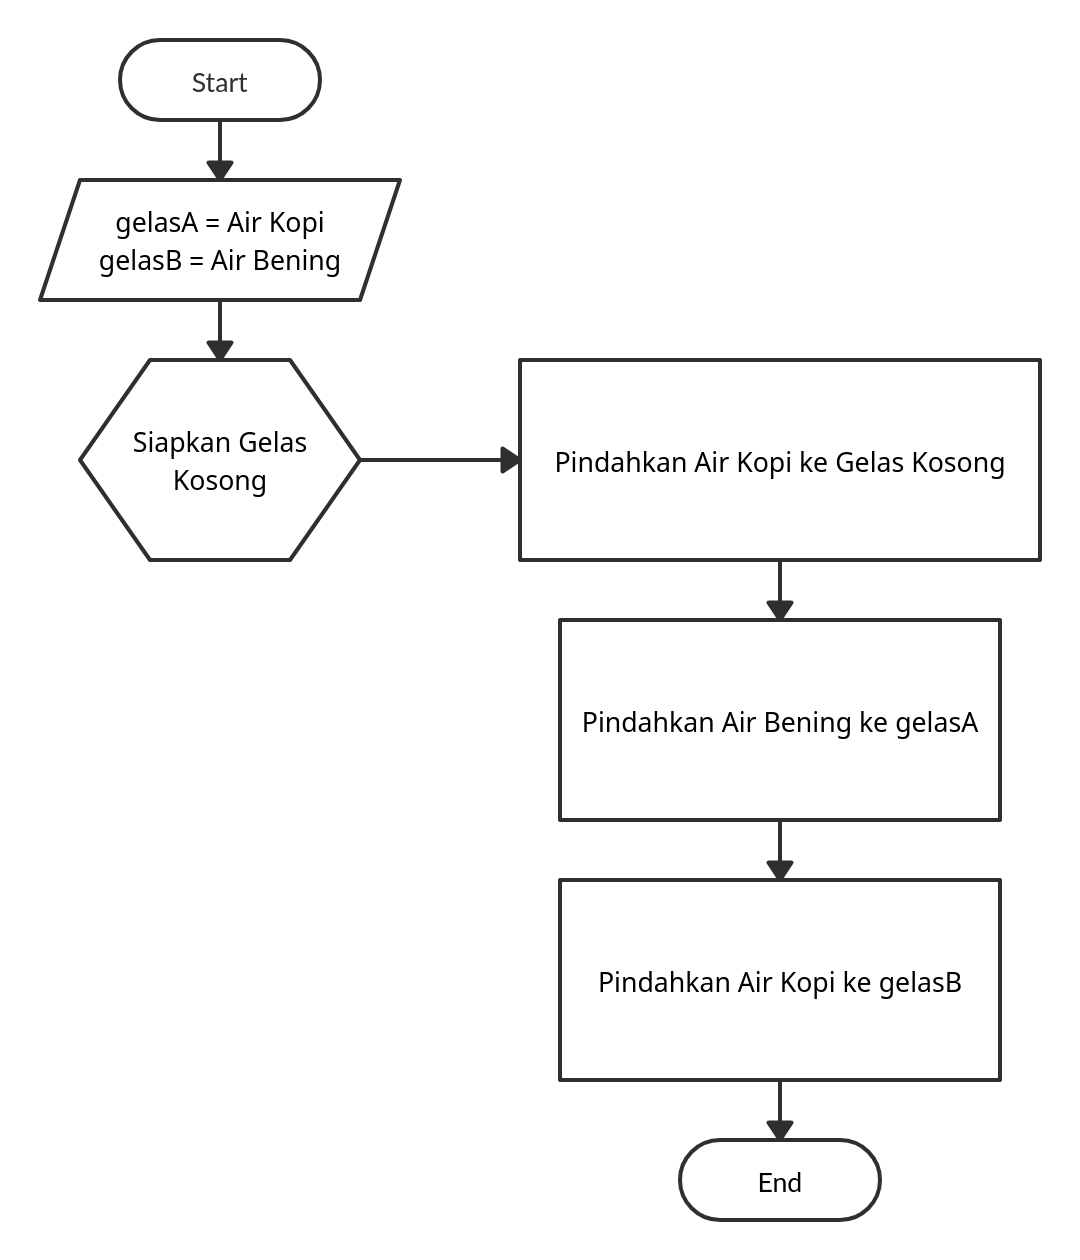 Start
gelasA = Air Kopi
gelasB = Air Bening
Siapkan Gelas
Kosong
Pindahkan Air Kopi ke Gelas Kosong
Pindahkan Air Bening ke gelasA
Pindahkan Air Kopi ke gelasB
End